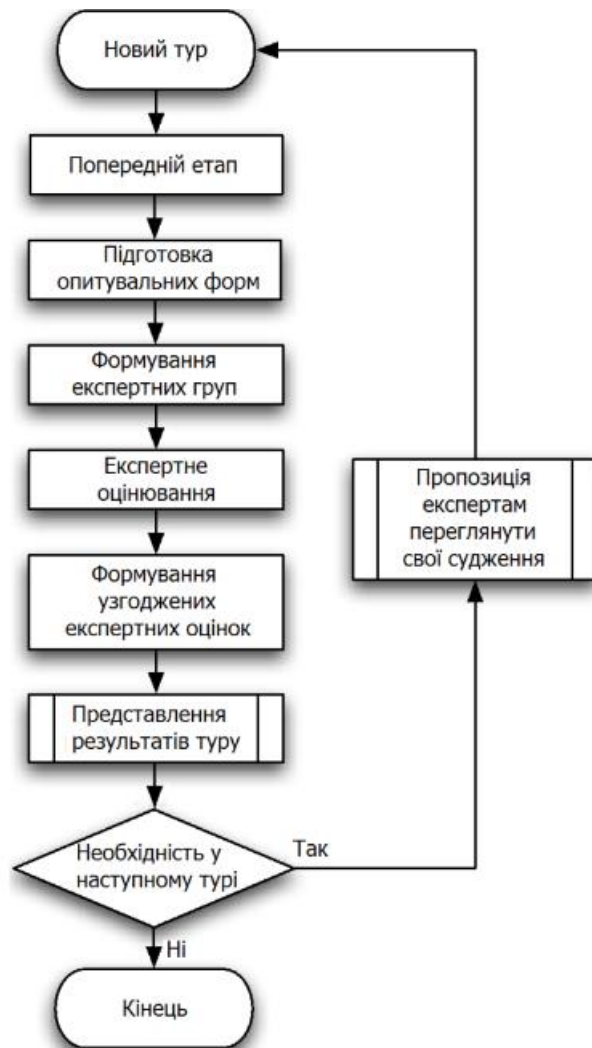 Новий тур
Попередній етап
Підготовка
опитувальних форм
Формування
експертних груп
Експертне
оцінювання
Формування
узгоджених
експертних оцінок
Представлення
результатів туру
Необхідність у
наступному турі
Так
Ні
Кінець
Пропозиція
експертам
переглянути
свої судження